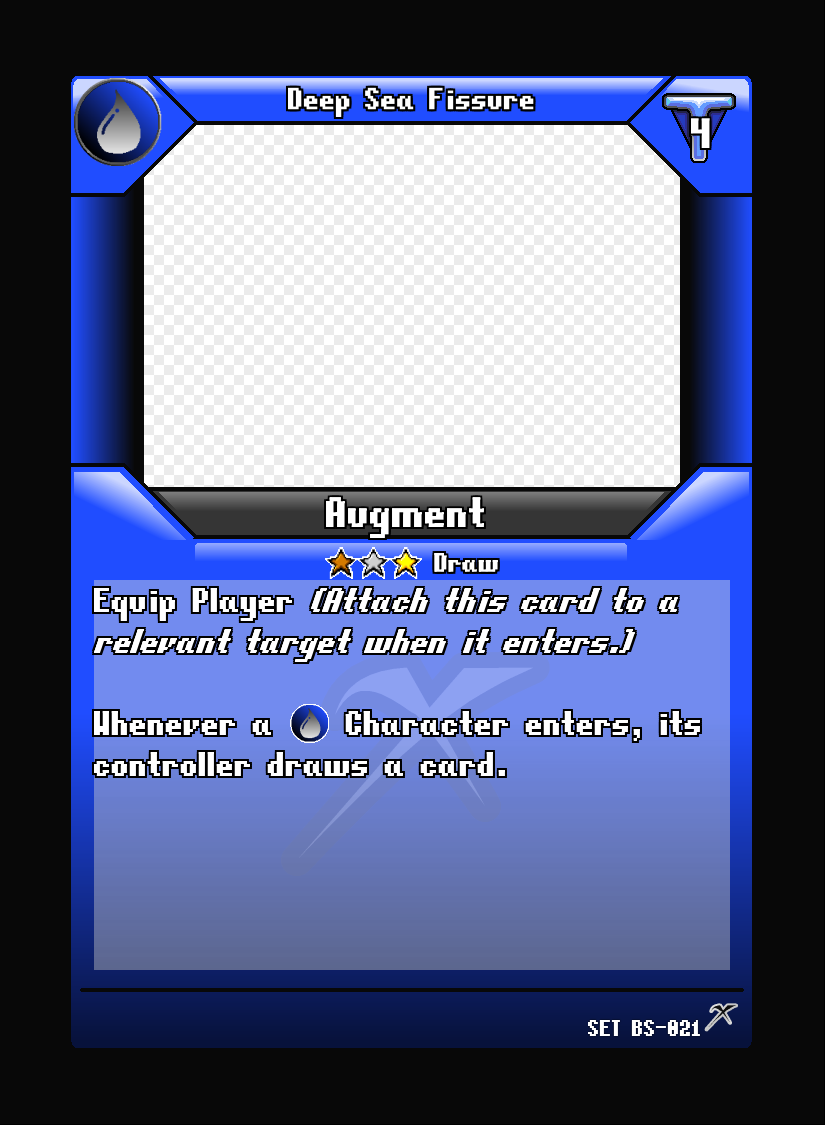 Deep Sea Fissure
4
Augment
Draw
Equip Player (Attach this card to a
relevant target when it enters.)
Whenever a Character enters, its
controller draws a card.
SET BS-021